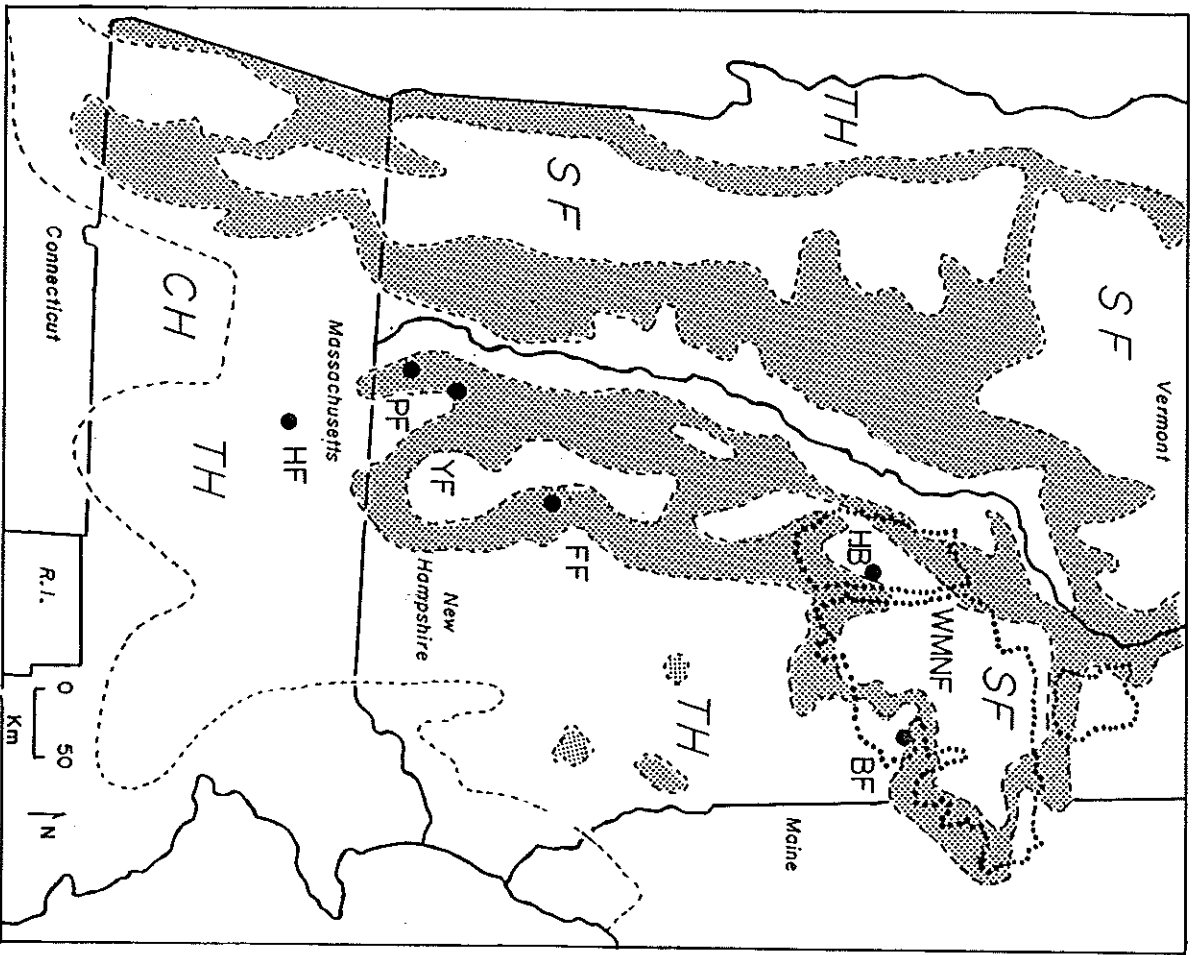 Vermont
SF
SF
WMNF
HB
BF
TH
Maine
TH
FF
SF
New
Hampshire
YF
PF
Massachusetts
HF
TH
CH
Connecticut
R.I.
0 50
Km
N